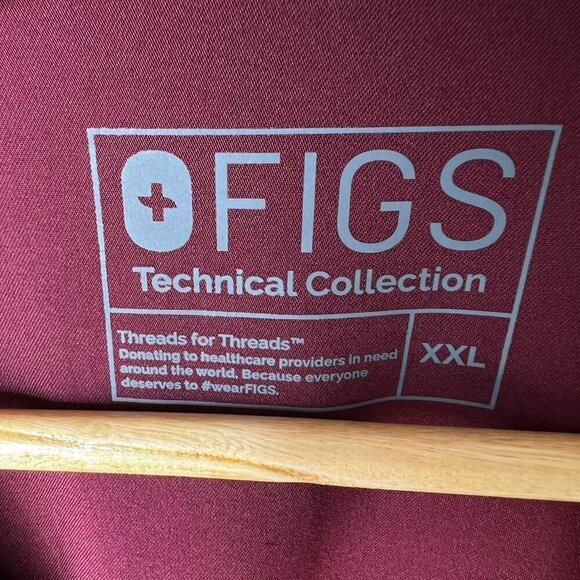 FIGS
Technical Collection
Threads for Threads™
Donating to healthcare providers in need
around the world. Because everyone
deserves to #wearFIGS.
XXL